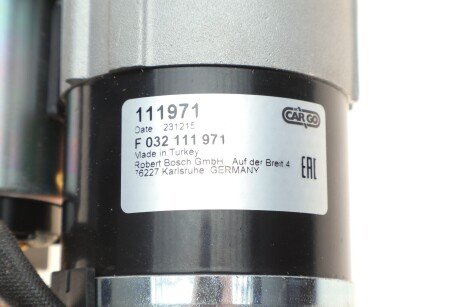 111971
CARGO
Date 231215
F 032 111 971
Made in Turkey
Robert Bosch GmbH, Auf der Breit 4
76227 Karlsruhe GERMANY
EAC